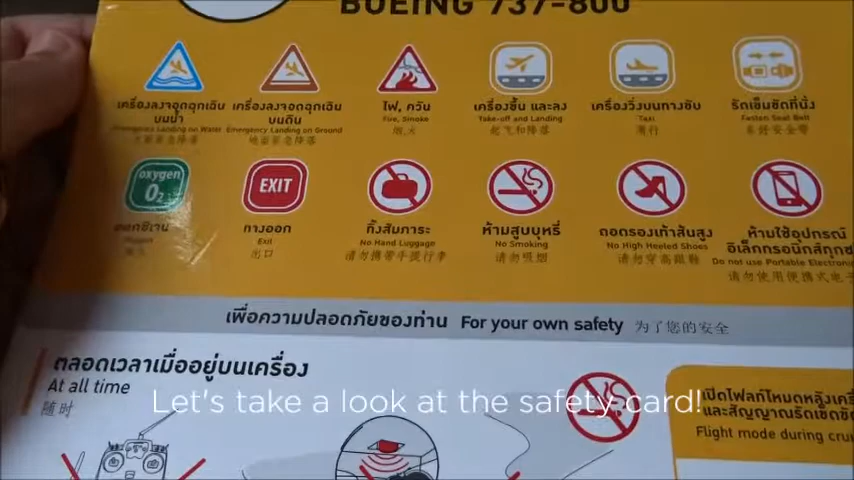 BOEING 737-800
เครื่องลงจอดฉุกเฉิน
บนน้ำ
Emergency Landing on Water
เครื่องลงจอดฉุกเฉิน
บนดิน
Emergency Landing on Ground
ไฟ, ควัน
Fire, Smoke
烟火
เครื่องขึ้น และลง
Take-off and Landing
起飞和降落
เครื่องวิ่งบนทางขับ
Taxi
滑行
รัดเข็มขัดที่นั่ง
Fasten Seat Belt
系好安全带
oxygen
O2
ออกซิเจน
EXIT
ทางออก
Exit
出口
ทิ้งสัมภาระ
No Hand Luggage
请勿携带手提行李
ห้ามสูบบุหรี่
No Smoking
请勿吸烟
ถอดรองเท้าส้นสูง
No High Heeled Shoes
请勿穿高跟鞋
ห้ามใช้อุปกรณ์
อิเล็กทรอนิกส์ทุก
Do not use Portable Electronic
请勿使用便携式电子
เพื่อความปลอดภัยของท่าน For your own safety 为了您的安全
ตลอดเวลาเมื่ออยู่บนเครื่อง
At all time
随时
Let's take a look at the safety card!
เปิดไฟลท์โหมดหลังเครื่
และสัญญาณรัดเข็มขัด
Flight mode during cruis